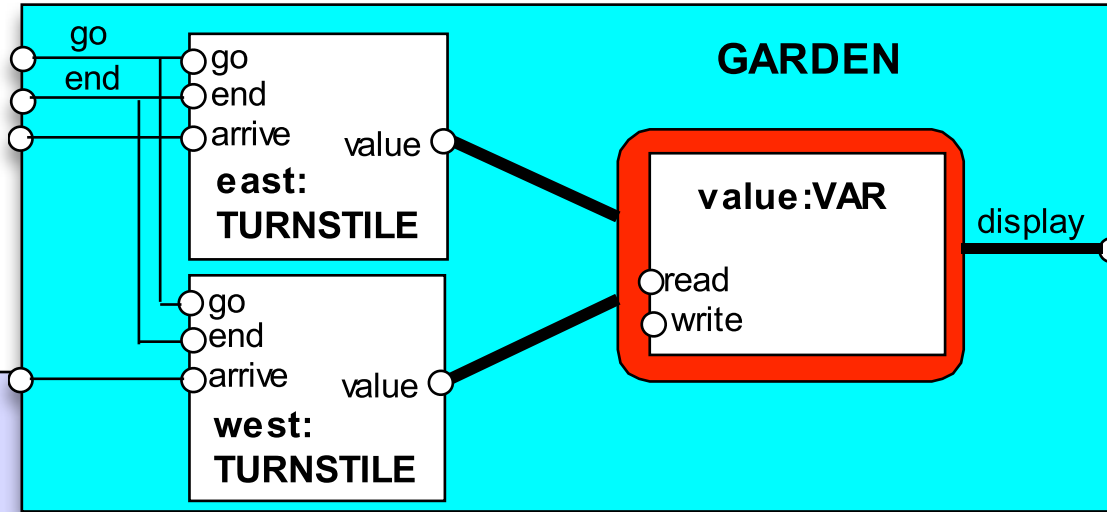 go
end
GARDEN
go
end
arrive
value
east:
TURNSTILE
value:VAR
read
write
display
go
end
arrive
value
west:
TURNSTILE